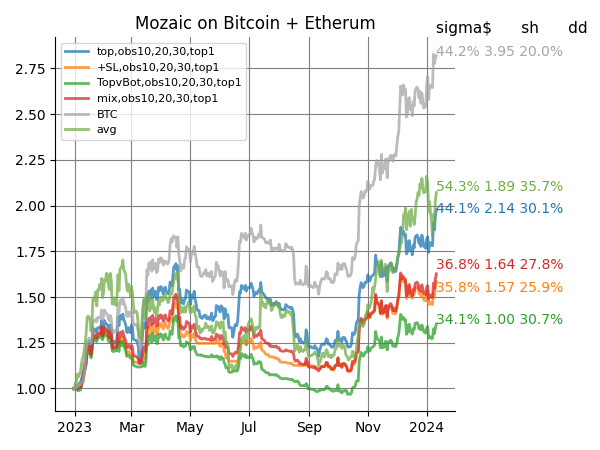 Mozaic on Bitcoin + Etherum
sigma$ sh dd
top,obs10,20,30,top1
+SL,obs10,20,30,top1
TopvBot,obs10,20,30,top1
mix,obs10,20,30,top1
BTC
avg
44.2% 3.95 20.0%
54.3% 1.89 35.7%
44.1% 2.14 30.1%
36.8% 1.64 27.8%
35.8% 1.57 25.9%
34.1% 1.00 30.7%
2.75
2.50
2.25
2.00
1.75
1.50
1.25
1.00
2023 Mar May Jul Sep Nov 2024